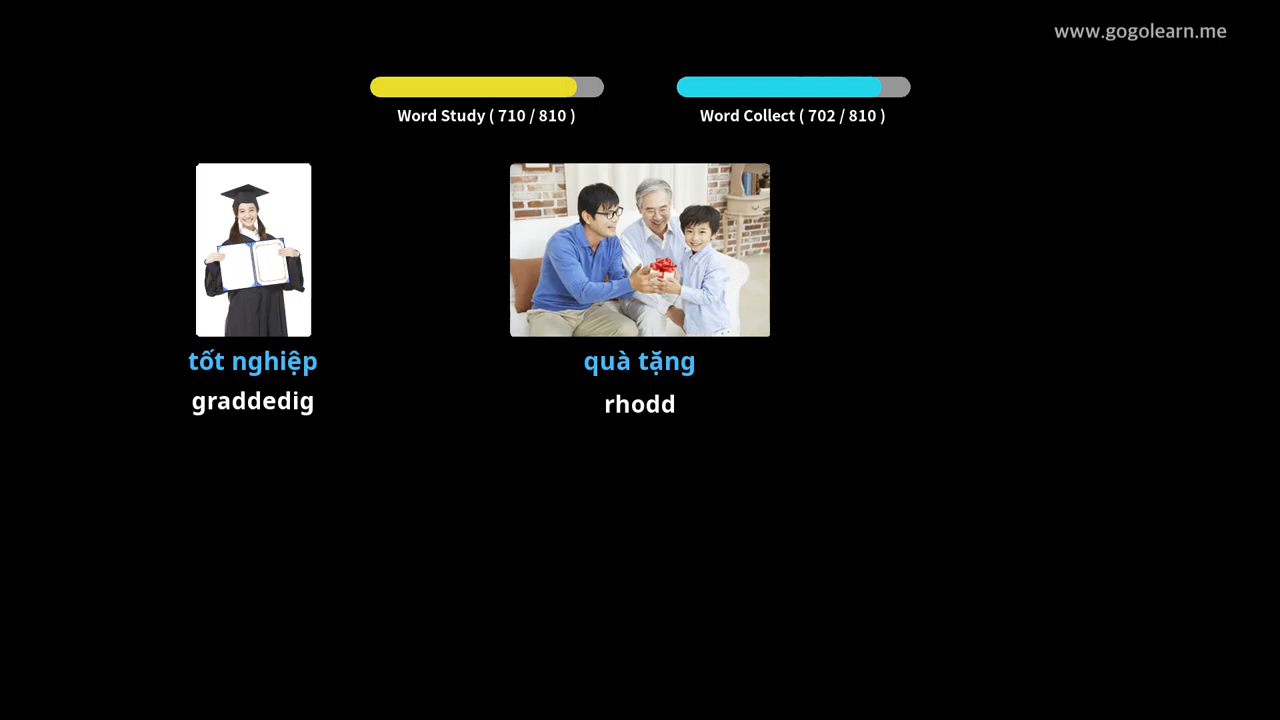 www.gogolearn.me
Word Study ( 710 / 810 )
Word Collect ( 702 / 810 )
tốt nghiệp
graddedig
quà tặng
rhodd